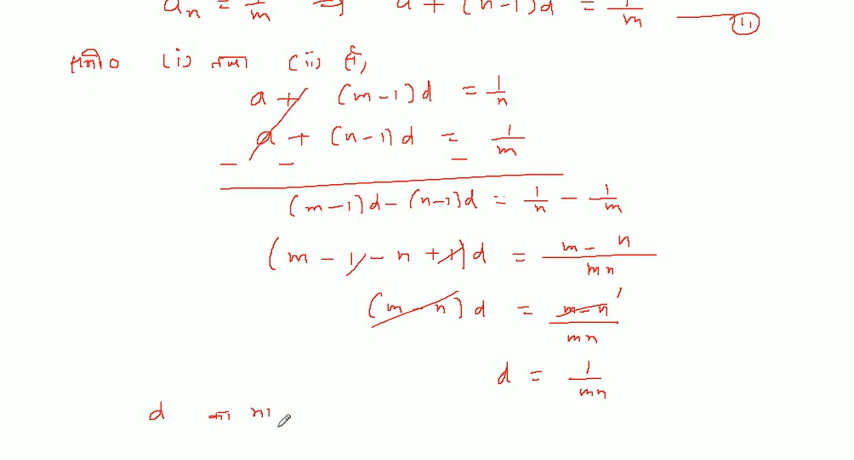 aₙ = 1/m ⇒ a + (n-1)d = 1/m —— (ii)
समी० (i) तथा (ii) से,
a + (m-1)d = 1/n
a + (n-1)d = 1/m
- - -
(m-1)d - (n-1)d = 1/n - 1/m
(m - 1 - n + 1)d = m - n / mn
(m - n)d = m - n / mn 1
d = 1/mn
d का मा